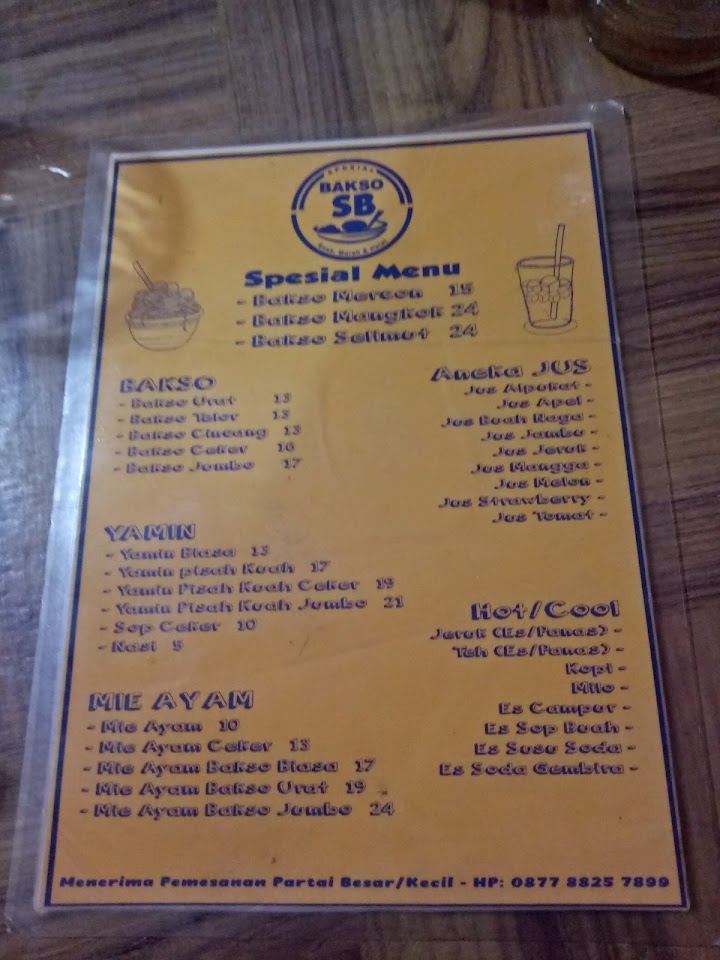 SPESIAL
BAKSO
SB
Enak, Murah & Halal
Spesial Menu
- Bakso Mercon 15
- Bakso Mangkok 24
- Bakso Selimut 24
BAKSO
- Bakso Urat 13
- Bakso Telor 13
- Bakso Cincang 13
- Bakso Ceker 16
- Bakso Jumbo 17
YAMIN
- Yamin Biasa 13
- Yamin pisah Kuah 17
- Yamin Pisah Kuah Ceker 19
- Yamin Pisah Kuah Jumbo 21
- Sop Ceker 10
- Nasi 5
MIE AYAM
- Mie Ayam 10
- Mie Ayam Ceker 13
- Mie Ayam Bakso Biasa 17
- Mie Ayam Bakso Urat 19
- Mie Ayam Bakso Jumbo 24
Aneka JUS
Jus Alpukat -
Jus Apel -
Jus Buah Naga -
Jus Jambu -
Jus Jeruk -
Jus Mangga -
Jus Melon -
Jus Strawberry -
Jus Tomat -
Hot/Cool
Jeruk (Es/Panas) -
Teh (Es/Panas) -
Kopi -
Milo -
Es Campur -
Es Sop Buah -
Es Susu Soda -
Es Soda Gembira -
Menerima Pemesanan Partai Besar/Kecil - HP: 0877 8825 7899